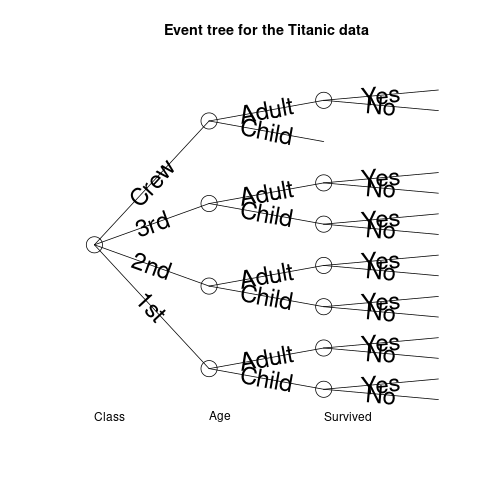 Event tree for the Titanic data
Crew
3rd
2nd
1st
Adult
Child
Adult
Child
Adult
Child
Adult
Child
Yes
No
Yes
No
Yes
No
Yes
No
Yes
No
Yes
No
Yes
No
Class
Age
Survived